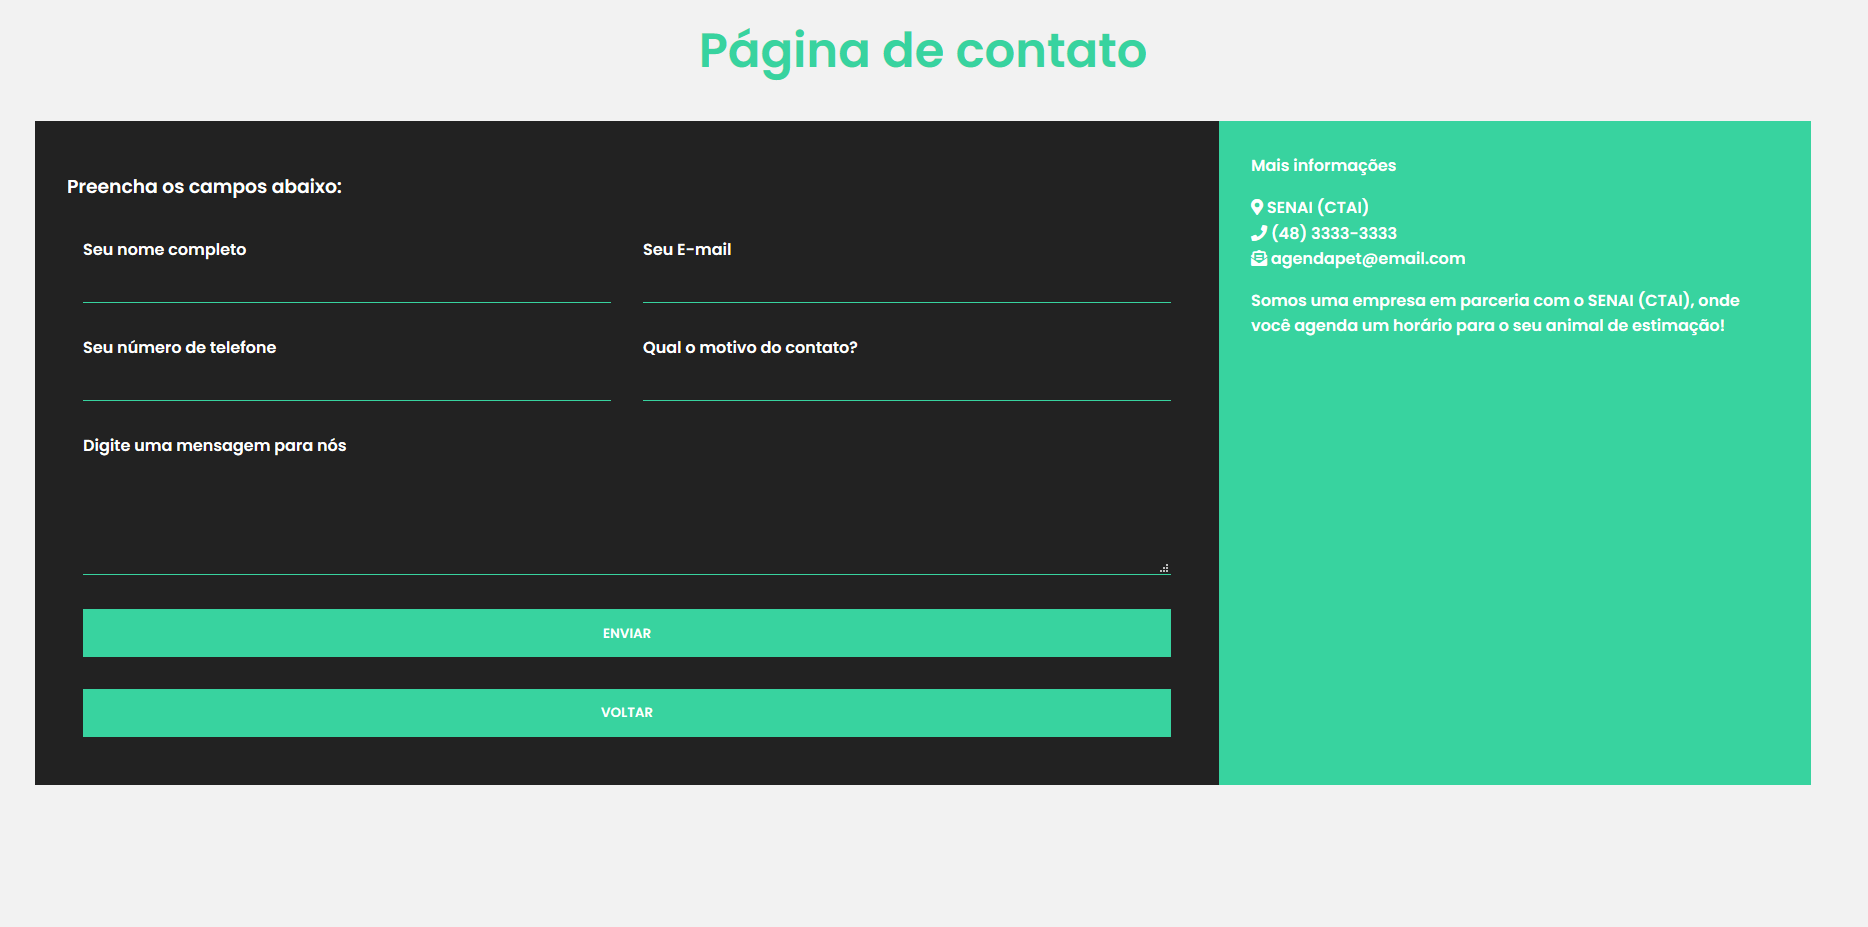 Página de contato
Preencha os campos abaixo:
Seu nome completo
Seu E-mail
Seu número de telefone
Qual o motivo do contato?
Digite uma mensagem para nós
ENVIAR
VOLTAR
Mais informações
SENAI (CTAI)
(48) 3333-3333
agendapet@email.com
Somos uma empresa em parceria com o SENAI (CTAI), onde
você agenda um horário para o seu animal de estimação!